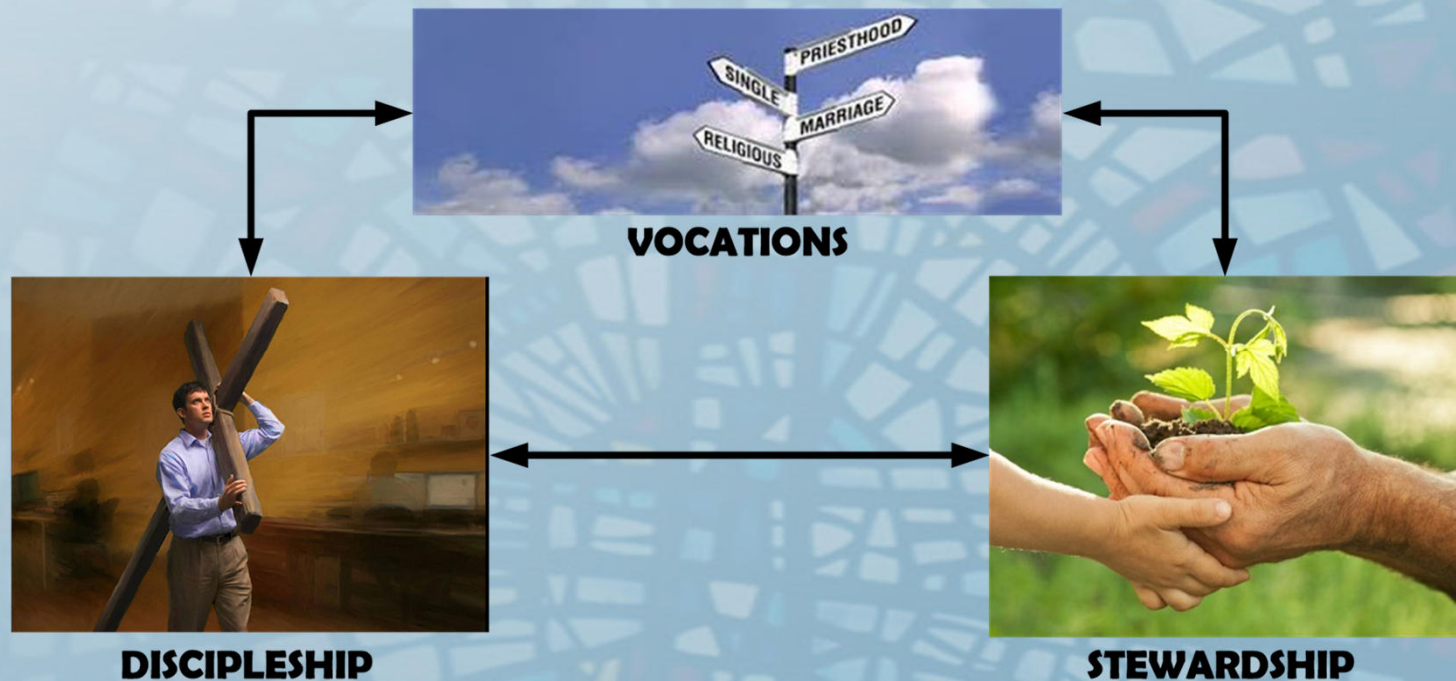 PRIESTHOOD
SINGLE
MARRIAGE
RELIGIOUS
VOCATIONS
DISCIPLESHIP
STEWARDSHIP